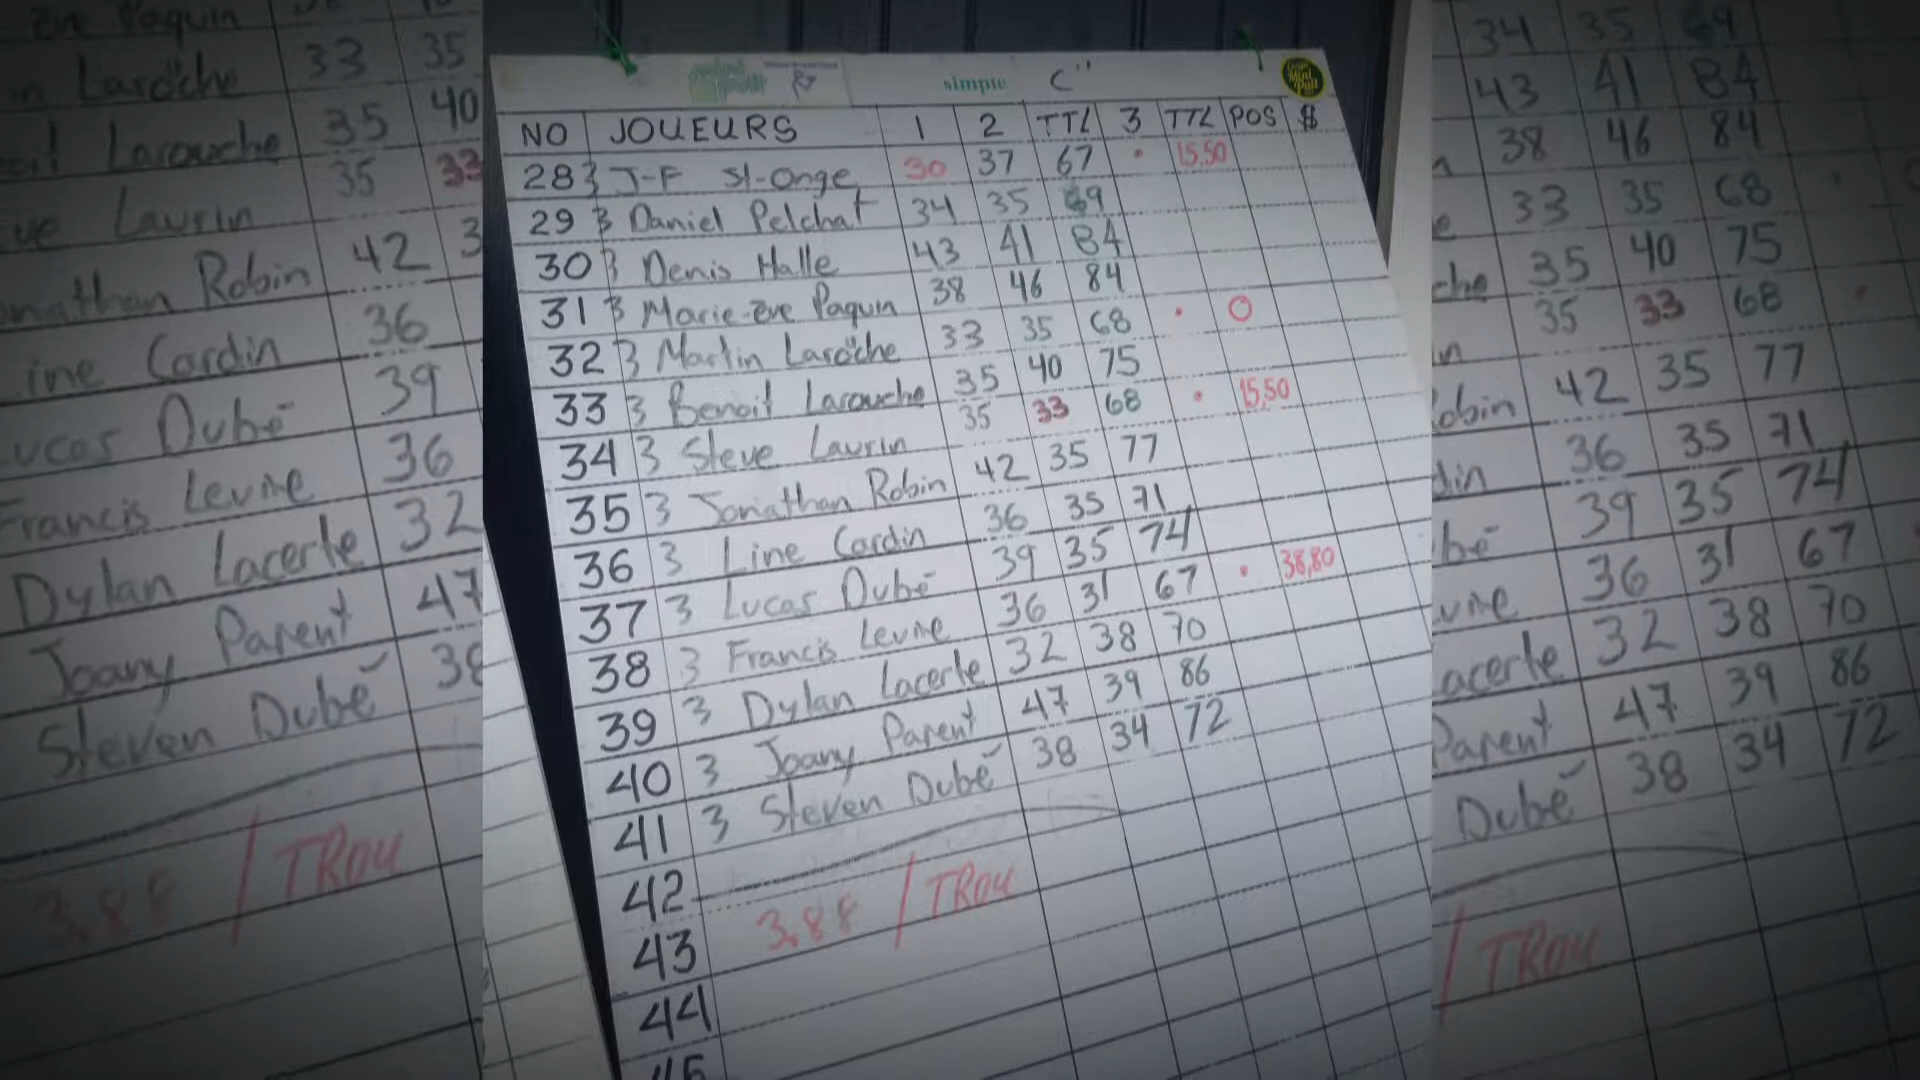 simple C"
NO JOUEURS 1 2 TTL 3 TTL POS $
28 3 J-F St-Onge 30 37 67 • 15.50
29 3 Daniel Pelchat 34 35 69
30 3 Denis Halle 43 41 84
31 3 Marie-Eve Paquin 38 46 84
32 3 Martin Laroche 33 35 68 • 0
33 3 Benoit Larouche 35 40 75
34 3 Steve Laurin 35 33 68 • 15,50
35 3 Jonathan Robin 42 35 77
36 3 Line Cardin 36 35 71
37 3 Lucas Dubé 39 35 74
38 3 Francis Levine 36 31 67 • 38,80
39 3 Dylan Lacerte 32 38 70
40 3 Joany Parent 47 39 86
41 3 Steven Dubé 38 34 72
42
43 3,88 / TROU
44
45